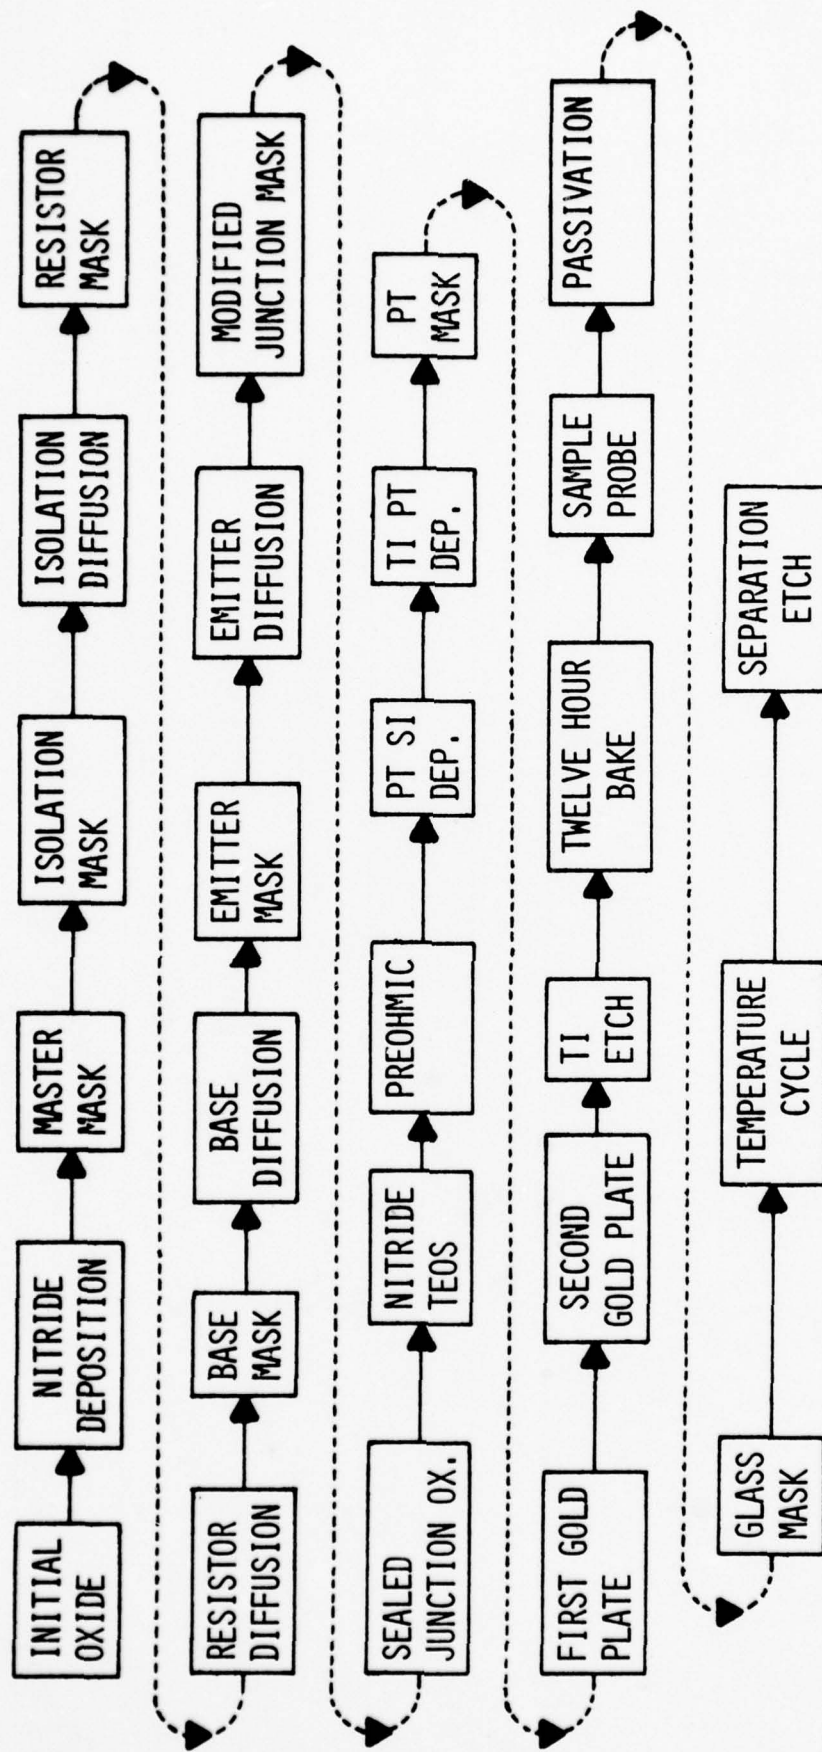 INITIAL
OXIDE
NITRIDE
DEPOSITION
MASTER
MASK
ISOLATION
MASK
ISOLATION
DIFFUSION
RESISTOR
MASK
RESISTOR
DIFFUSION
BASE
MASK
BASE
DIFFUSION
EMITTER
MASK
EMITTER
DIFFUSION
MODIFIED
JUNCTION MASK
SEALED
JUNCTION OX.
NITRIDE
TEOS
PREOHMIC
PT SI
DEP.
TI PT
DEP.
PT
MASK
FIRST GOLD
PLATE
SECOND
GOLD PLATE
TI
ETCH
TWELVE HOUR
BAKE
SAMPLE
PROBE
PASSIVATION
GLASS
MASK
TEMPERATURE
CYCLE
SEPARATION
ETCH